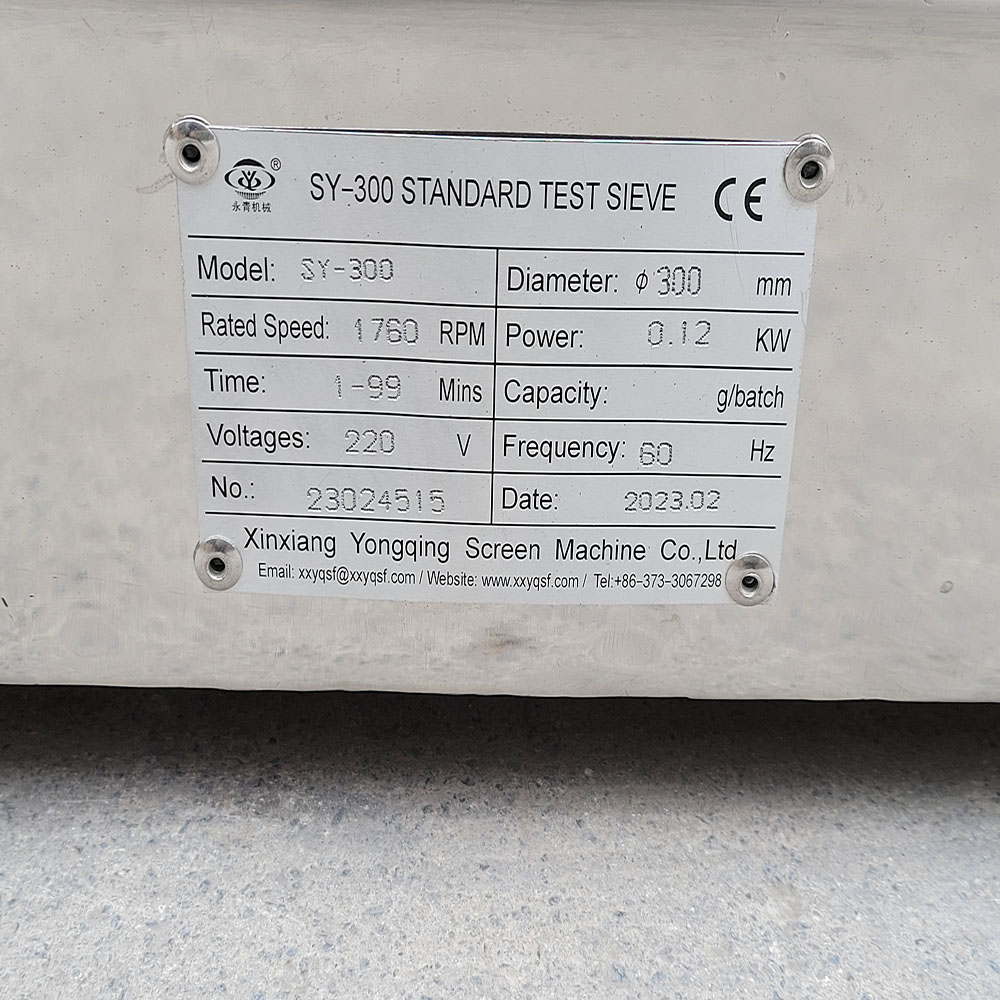 ® SY-300 STANDARD TEST SIEVE CE
永青机械
Model: SY-300 Diameter: Φ 300 mm
Rated Speed: 1760 RPM Power: 0.12 KW
Time: 1-99 Mins Capacity: g/batch
Voltages: 220 V Frequency: 60 Hz
No.: 23024515 Date: 2023.02
Xinxiang Yongqing Screen Machine Co.,Ltd
Email: xxyqsf@xxyqsf.com / Website: www.xxyqsf.com / Tel:+86-373-3067298